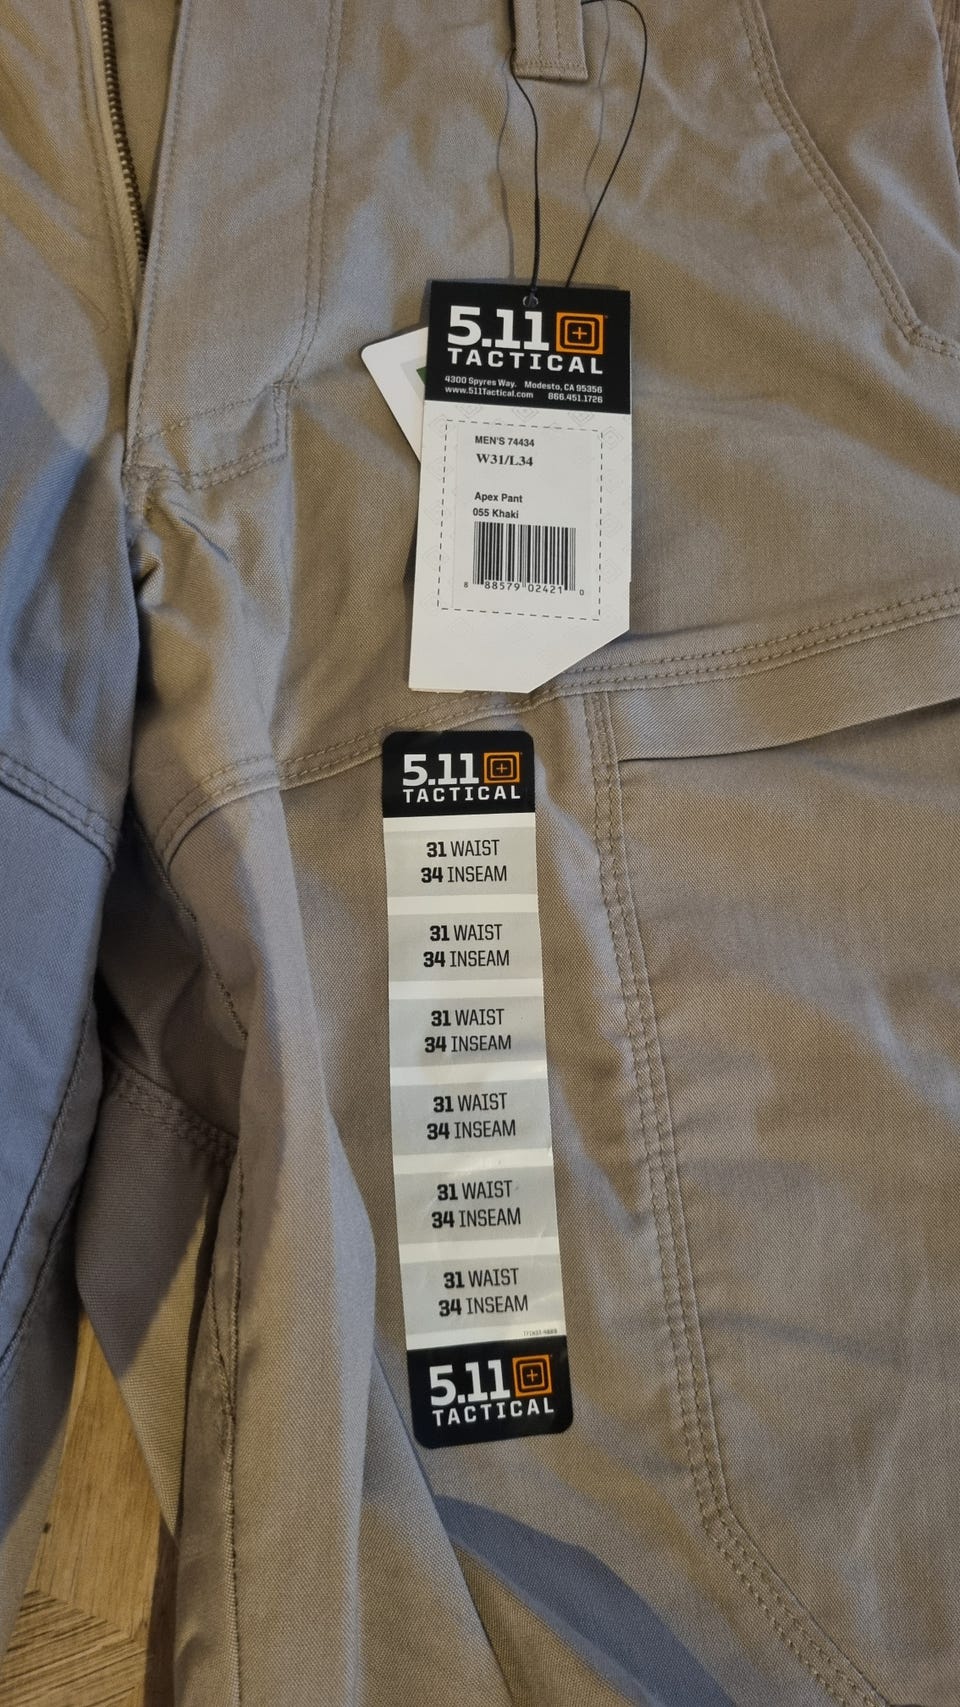 5.11
TACTICAL
4300 Spyres Way. Modesto, CA 95356
www.511Tactical.com 866.451.1726
MEN'S 74434
W31/L34
Apex Pant
055 Khaki
8 88579 02421 0
5.11
TACTICAL
31 WAIST
34 INSEAM
31 WAIST
34 INSEAM
31 WAIST
34 INSEAM
31 WAIST
34 INSEAM
31 WAIST
34 INSEAM
31 WAIST
34 INSEAM
5.11
TACTICAL